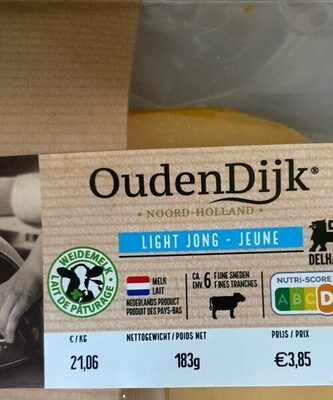 OudenDijk®
• NOORD-HOLLAND •
LIGHT JONG - JEUNE
WEIDEMELK
LAIT DE PÂTURAGE
MELK
LAIT
NEDERLANDS PRODUCT
PRODUIT DES PAYS-BAS
CA
ENV. 6 FIJNE SNEDEN
FINES TRANCHES
DELHA
NUTRI-SCORE
A B C D
€/KG
21,06
NETTOGEWICHT/POIDS NET
183g
PRIJS / PRIX
€3,85